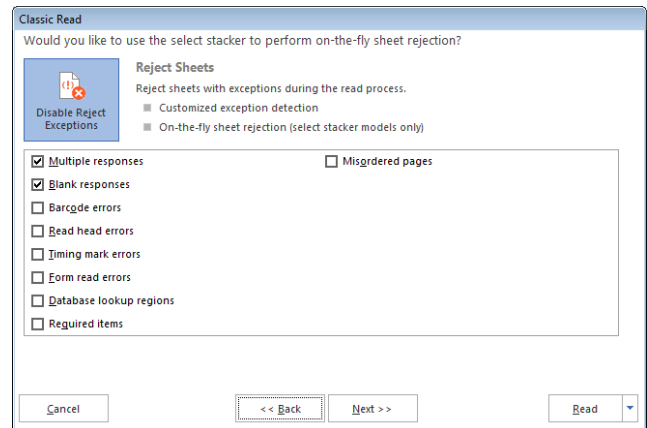 Classic Read
Would you like to use the select stacker to perform on-the-fly sheet rejection?
Disable Reject
Exceptions
Reject Sheets
Reject sheets with exceptions during the read process.
Customized exception detection
On-the-fly sheet rejection (select stacker models only)
Multiple responses
Blank responses
Barcode errors
Read head errors
Timing mark errors
Form read errors
Database lookup regions
Required items
Misordered pages
Cancel
<< Back
Next >>
Read